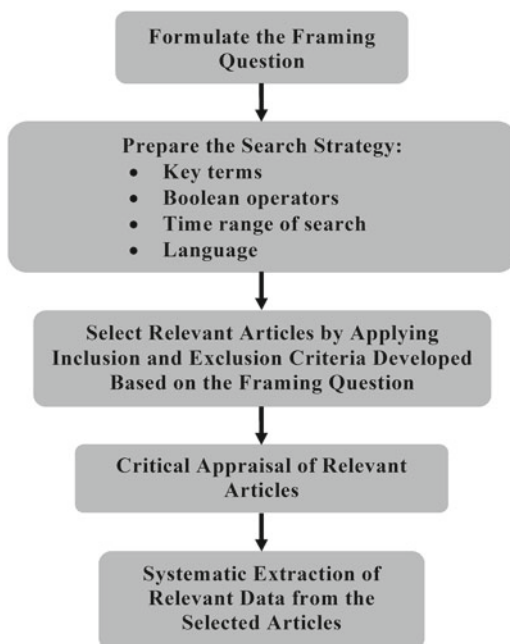 Formulate the Framing
Question
Prepare the Search Strategy:
• Key terms
• Boolean operators
• Time range of search
• Language
Select Relevant Articles by Applying
Inclusion and Exclusion Criteria Developed
Based on the Framing Question
Critical Appraisal of Relevant
Articles
Systematic Extraction of
Relevant Data from the
Selected Articles